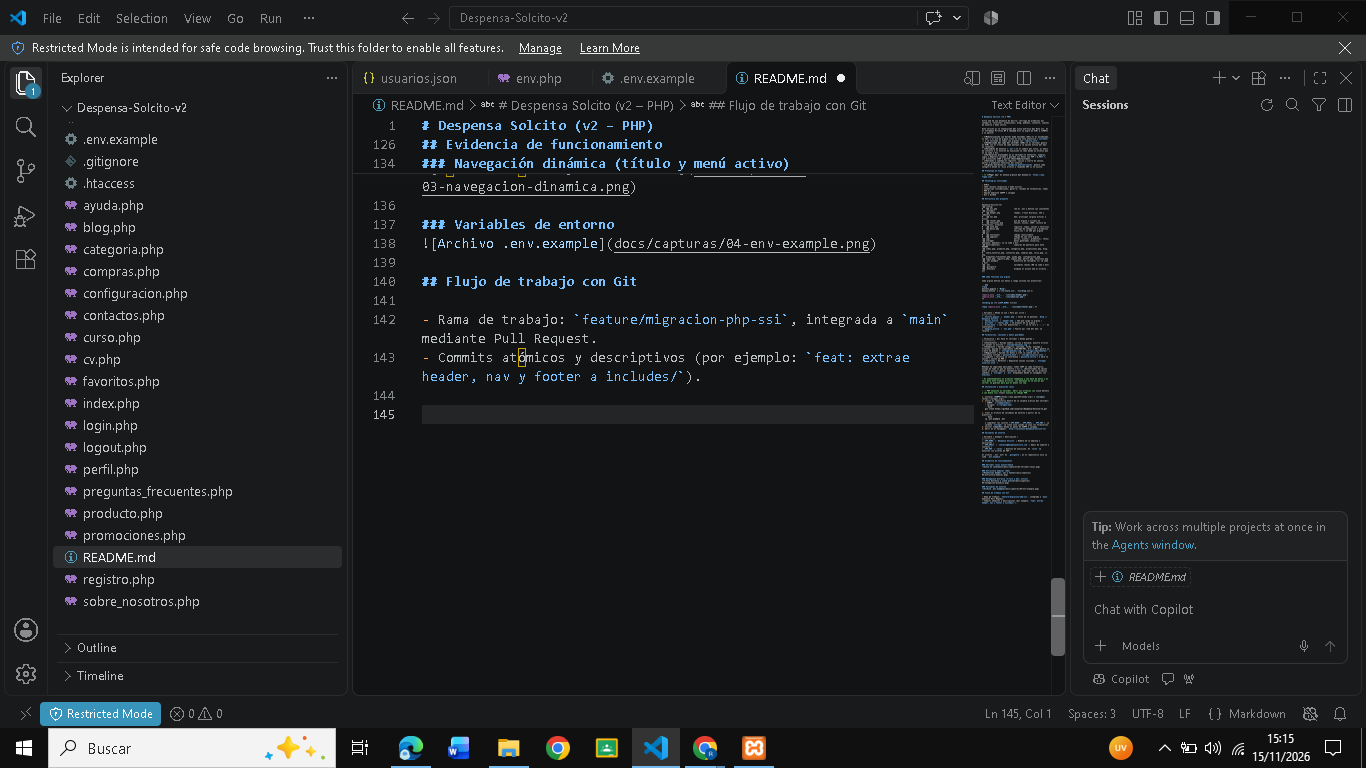 File Edit Selection View Go Run ···
Despensa-Solcito-v2
Restricted Mode is intended for safe code browsing. Trust this folder to enable all features. Manage Learn More
Explorer
Despensa-Solcito-v2
.env.example
.gitignore
.htaccess
ayuda.php
blog.php
categoria.php
compras.php
configuracion.php
contactos.php
curso.php
cv.php
favoritos.php
index.php
login.php
logout.php
perfil.php
preguntas_frecuentes.php
producto.php
promociones.php
README.md
registro.php
sobre_nosotros.php
Outline
Timeline
usuarios.json env.php .env.example README.md
README.md > # Despensa Solcito (v2 – PHP) > ## Flujo de trabajo con Git Text Editor
1 # Despensa Solcito (v2 – PHP)
126 ## Evidencia de funcionamiento
134 ### Navegación dinámica (título y menú activo)
03-navegacion-dinamica.png)
136
137 ### Variables de entorno
138 ![Archivo .env.example](docs/capturas/04-env-example.png)
139
140 ## Flujo de trabajo con Git
141
142 - Rama de trabajo: `feature/migracion-php-ssi`, integrada a `main`
mediante Pull Request.
143 - Commits atómicos y descriptivos (por ejemplo: `feat: extrae
header, nav y footer a includes/`).
144
145
Chat
Sessions
Tip: Work across multiple projects at once in
the Agents window.
README.md
Chat with Copilot
Models
Copilot
Restricted Mode 0 0 Ln 145, Col 1 Spaces: 3 UTF-8 LF {} Markdown
Buscar
UV
15:15
15/11/2026